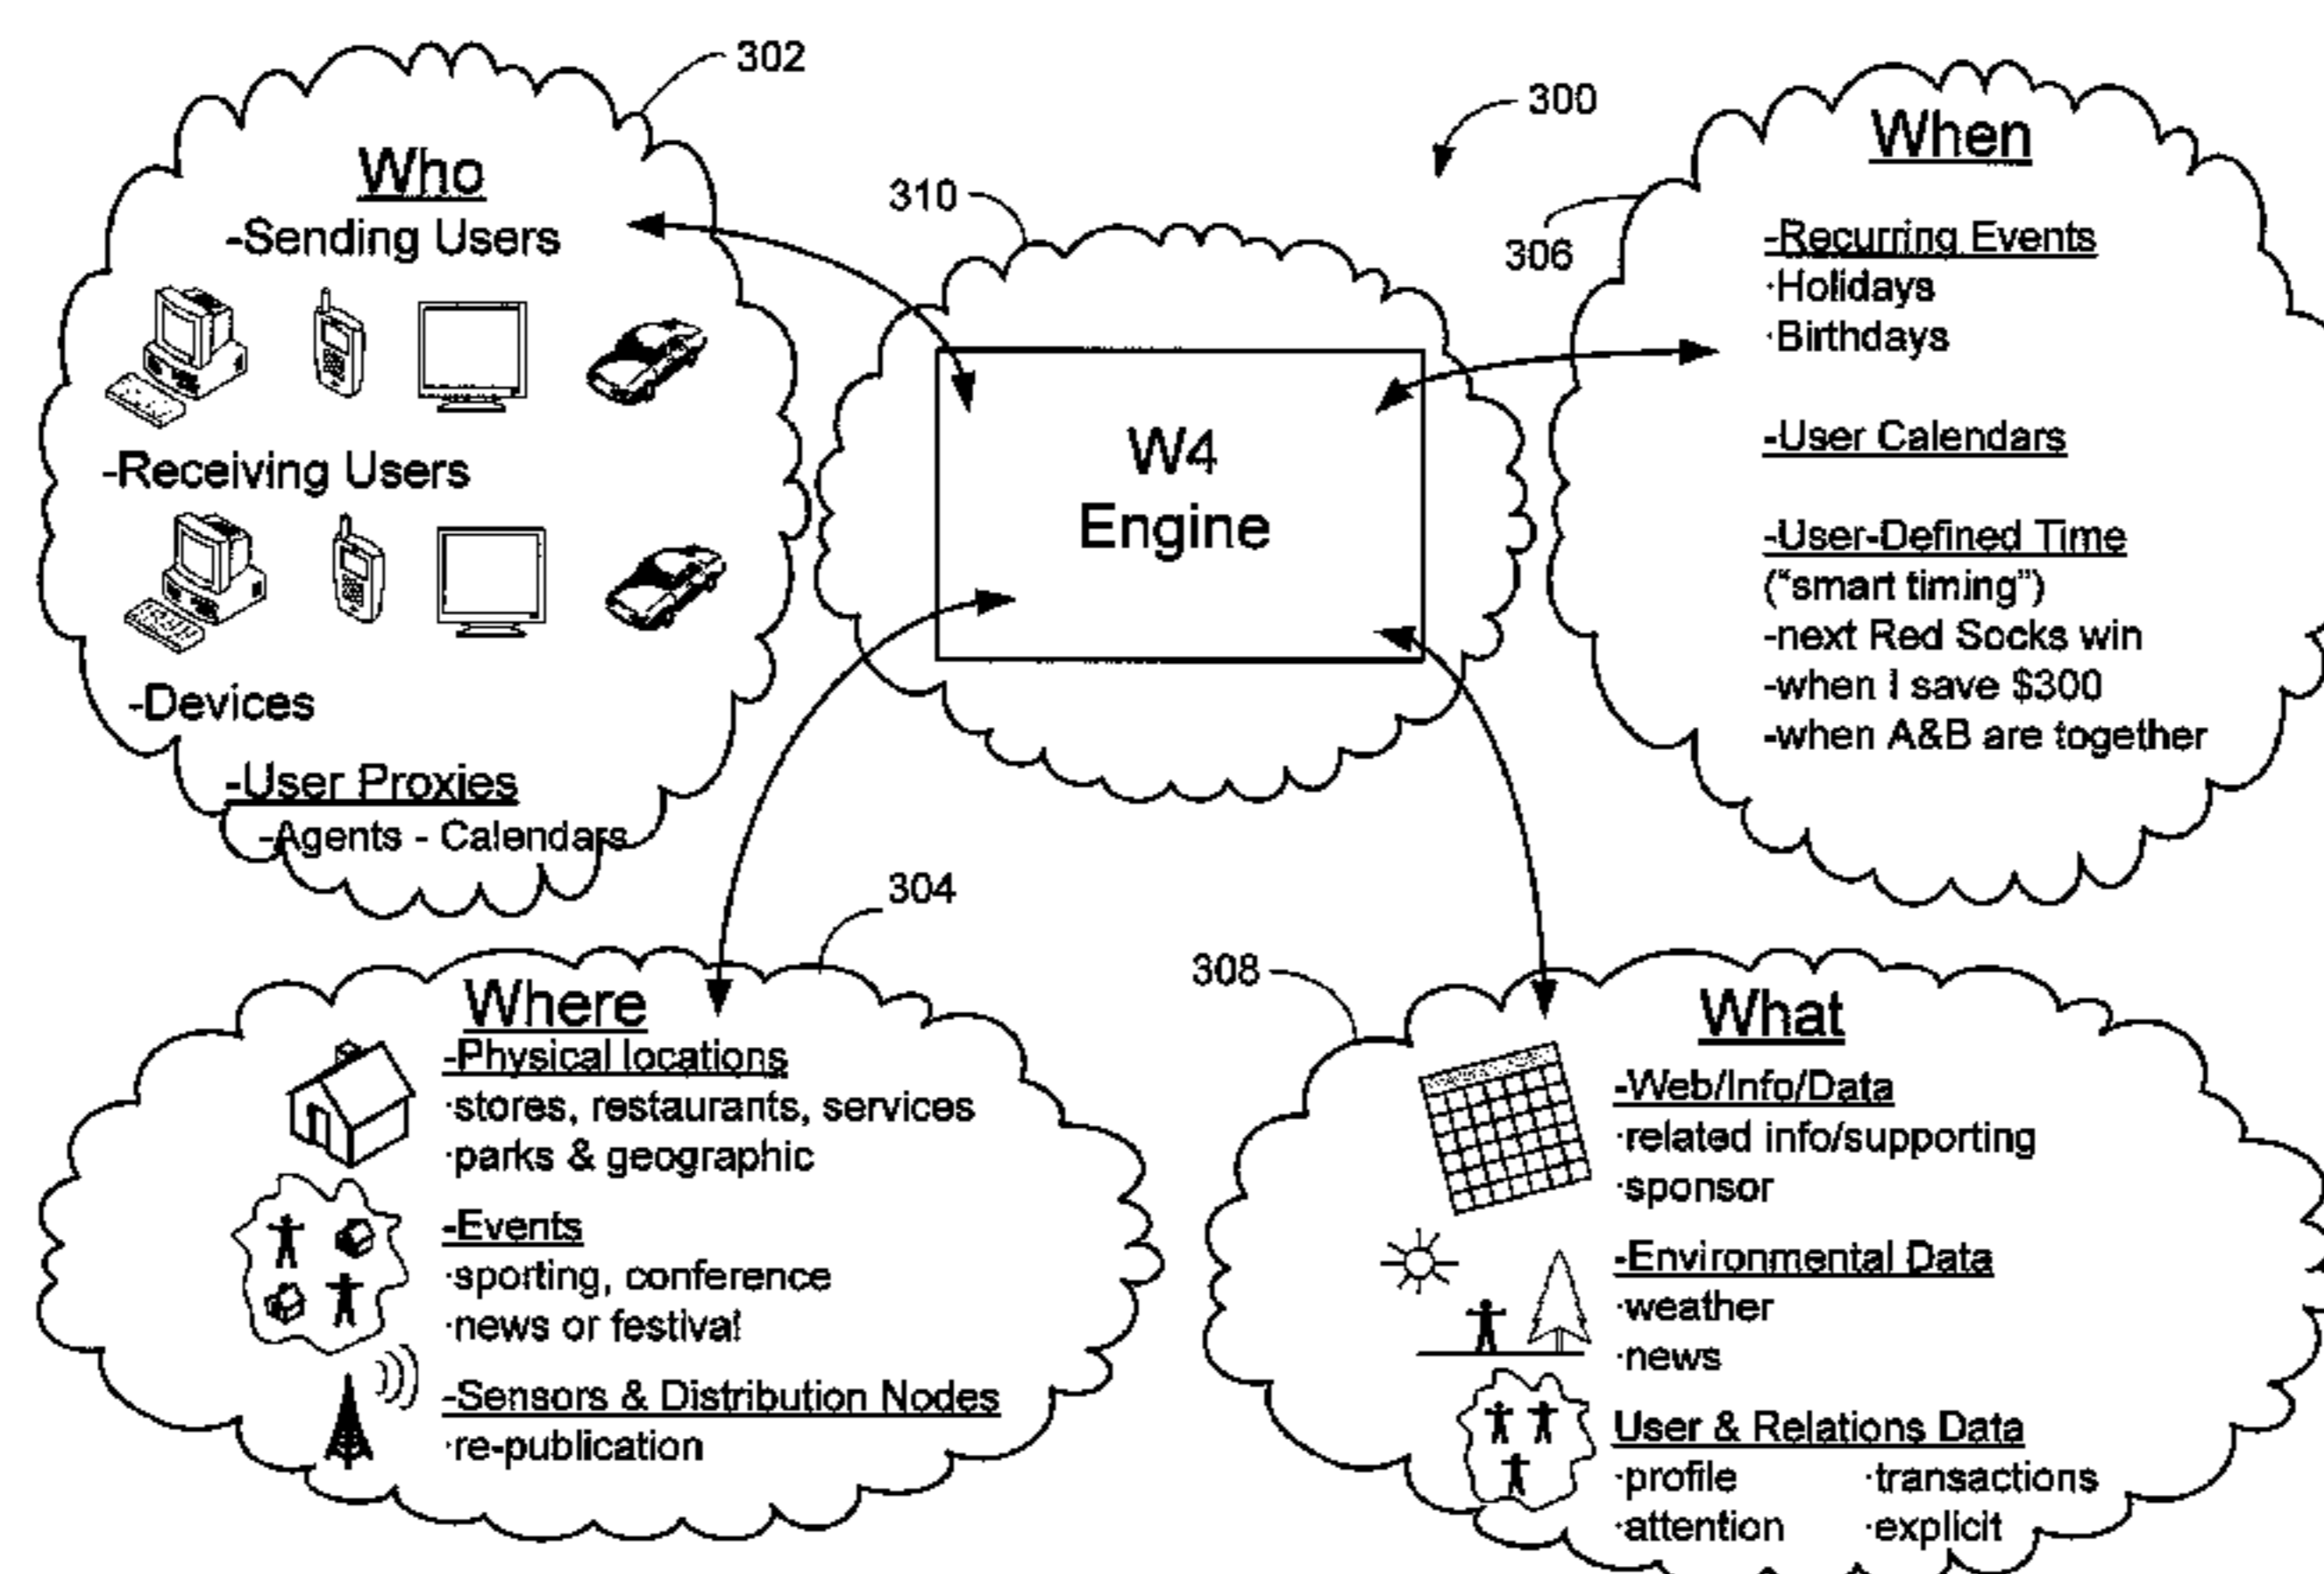 302
Who
-Sending Users
-Receiving Users
-Devices
-User Proxies
-Agents - Calendars
300
310
W4
Engine
306
When
-Recurring Events
·Holidays
·Birthdays
-User Calendars
-User-Defined Time
("smart timing")
-next Red Socks win
-when I save $300
-when A&B are together
304
Where
-Physical locations
·stores, restaurants, services
·parks & geographic
-Events
·sporting, conference
·news or festival
-Sensors & Distribution Nodes
·re-publication
308
What
-Web/Info/Data
·related info/supporting
·sponsor
-Environmental Data
·weather
·news
User & Relations Data
·profile ·transactions
·attention ·explicit